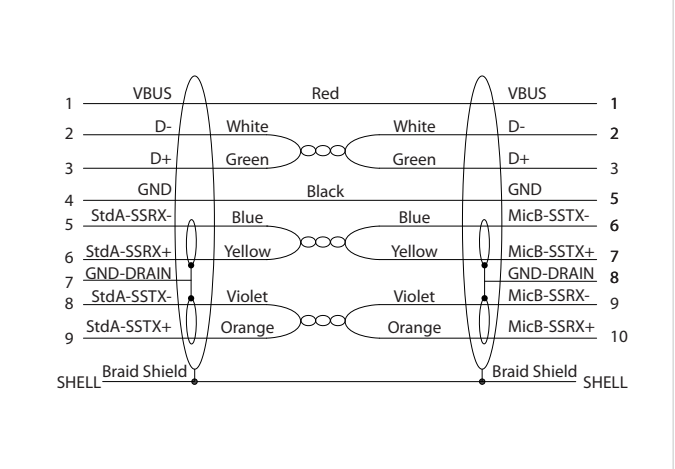 VBUS Red VBUS
1 1
D- White White D-
2 2
D+ Green Green D+
3 3
GND Black GND
4 5
StdA-SSRX- Blue Blue MicB-SSTX-
5 6
StdA-SSRX+ Yellow Yellow MicB-SSTX+
6 7
GND-DRAIN GND-DRAIN
7 8
StdA-SSTX- Violet Violet MicB-SSRX-
8 9
StdA-SSTX+ Orange Orange MicB-SSRX+
9 10
Braid Shield Braid Shield
SHELL SHELL